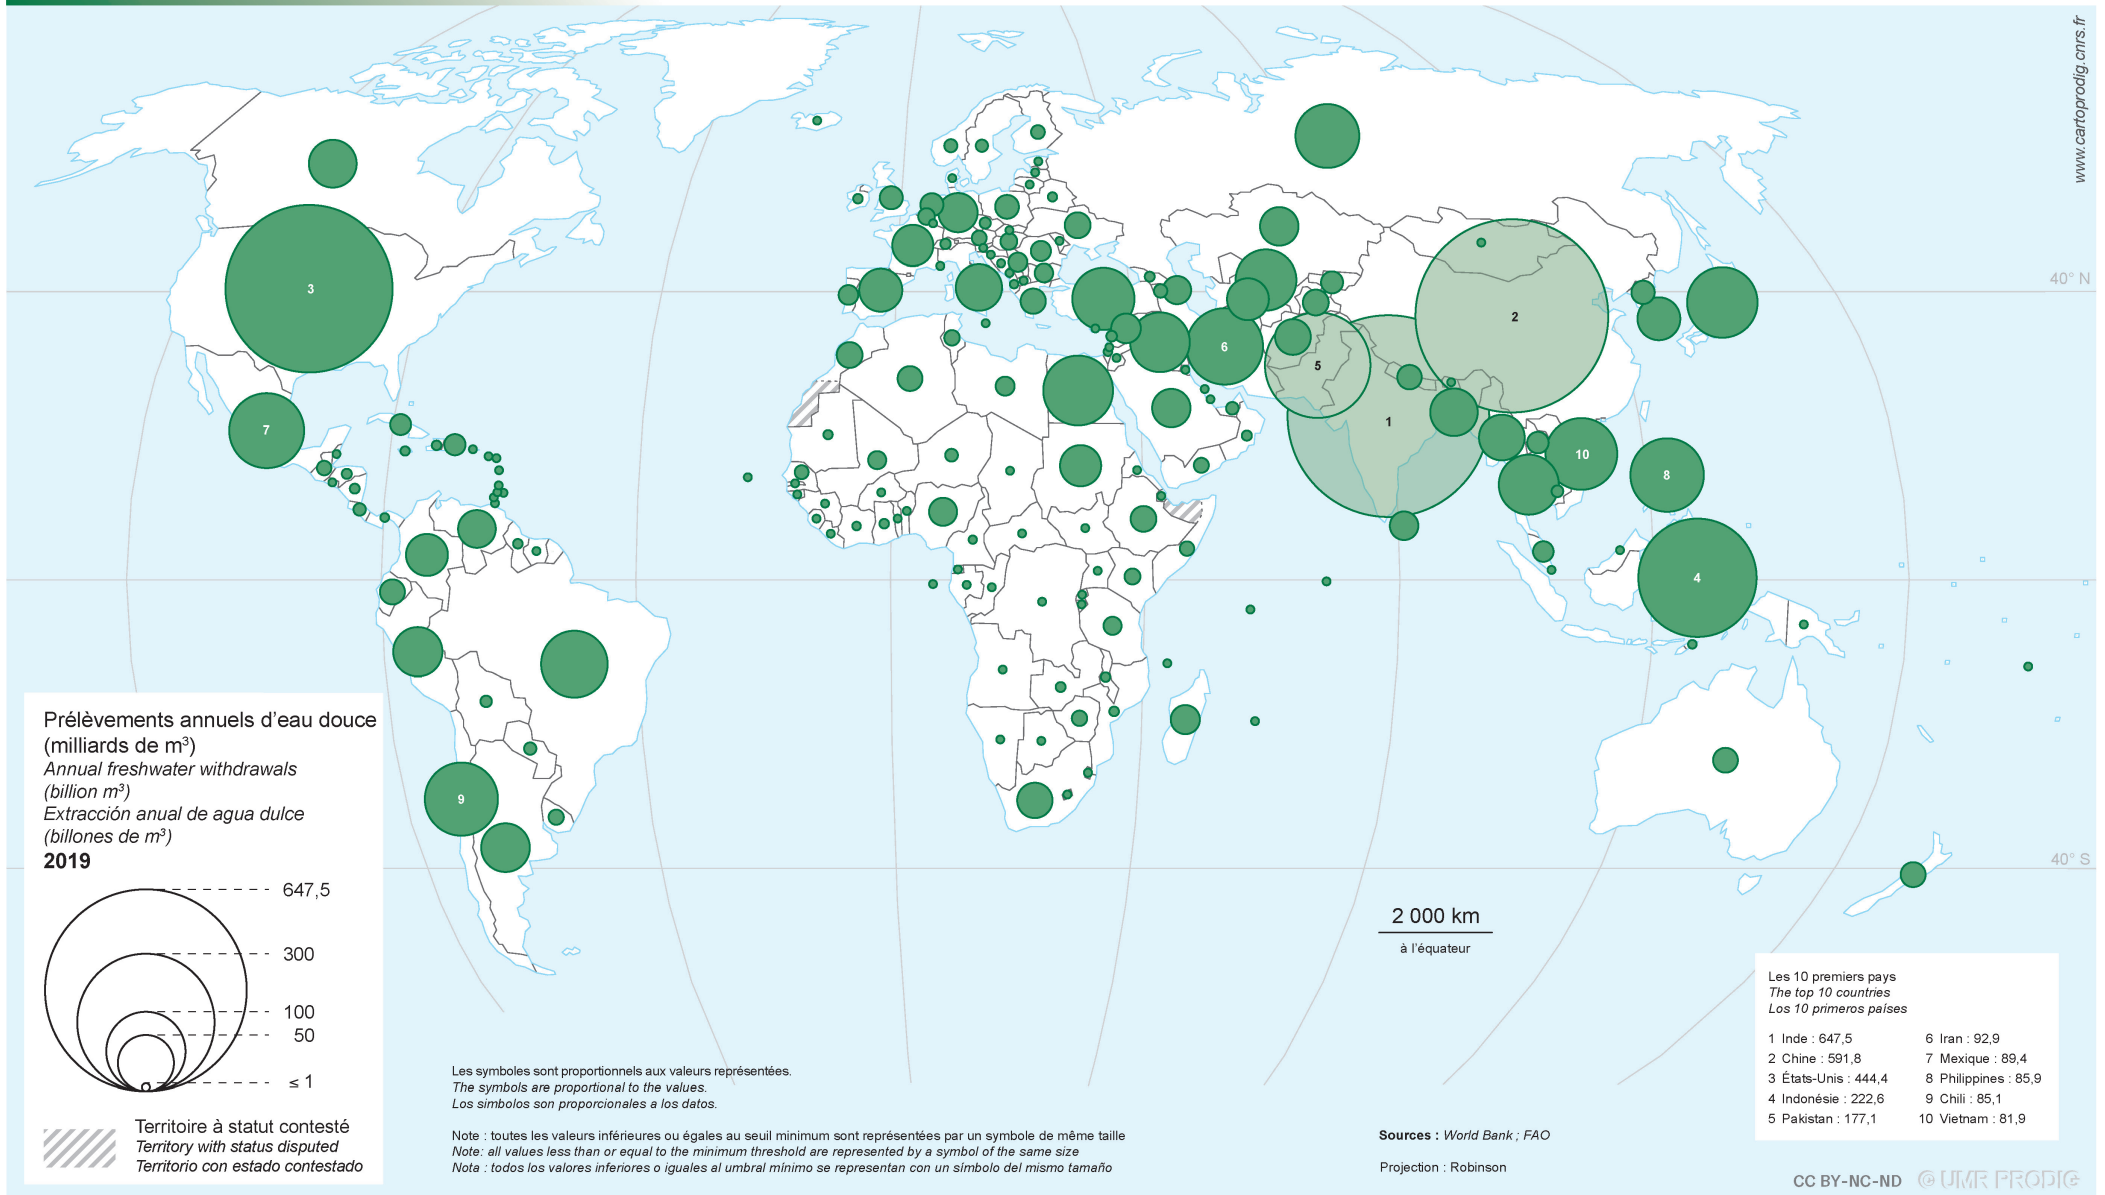 www.cartoprodig.cnrs.fr
40° N
3
2
6
5
1
7
10
8
4
9
40° S
Prélèvements annuels d'eau douce
(milliards de m³)
Annual freshwater withdrawals
(billion m³)
Extracción anual de agua dulce
(billones de m³)
2019
647,5
300
100
50
≤ 1
Territoire à statut contesté
Territory with status disputed
Territorio con estado contestado
2 000 km
à l'équateur
Les symboles sont proportionnels aux valeurs représentées.
The symbols are proportional to the values.
Los simbolos son proporcionales a los datos.
Note : toutes les valeurs inférieures ou égales au seuil minimum sont représentées par un symbole de même taille
Note: all values less than or equal to the minimum threshold are represented by a symbol of the same size
Nota : todos los valores inferiores o iguales al umbral mínimo se representan con un símbolo del mismo tamaño
Sources : World Bank ; FAO
Projection : Robinson
Les 10 premiers pays
The top 10 countries
Los 10 primeros países
1 Inde : 647,5
2 Chine : 591,8
3 États-Unis : 444,4
4 Indonésie : 222,6
5 Pakistan : 177,1
6 Iran : 92,9
7 Mexique : 89,4
8 Philippines : 85,9
9 Chili : 85,1
10 Vietnam : 81,9
CC BY-NC-ND © UMR PRODIG